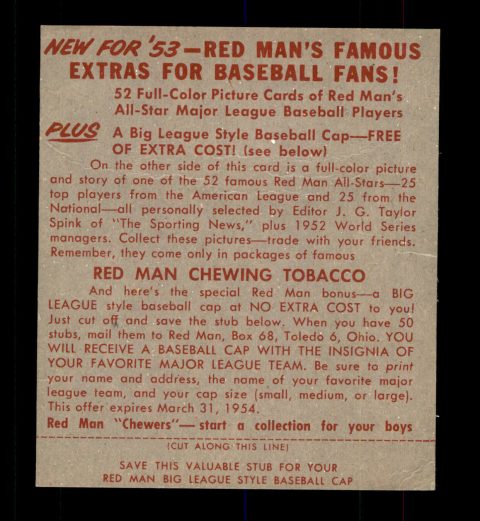 NEW FOR '53—RED MAN'S FAMOUS
EXTRAS FOR BASEBALL FANS!
52 Full-Color Picture Cards of Red Man's
All-Star Major League Baseball Players
PLUS A Big League Style Baseball Cap—FREE
OF EXTRA COST! (see below)
On the other side of this card is a full-color picture
and story of one of the 52 famous Red Man All-Stars—25
top players from the American League and 25 from the
National—all personally selected by Editor J. G. Taylor
Spink of "The Sporting News," plus 1952 World Series
managers. Collect these pictures—trade with your friends.
Remember, they come only in packages of famous
RED MAN CHEWING TOBACCO
And here's the special Red Man bonus—a BIG
LEAGUE style baseball cap at NO EXTRA COST to you!
Just cut off and save the stub below. When you have 50
stubs, mail them to Red Man, Box 68, Toledo 6, Ohio. YOU
WILL RECEIVE A BASEBALL CAP WITH THE INSIGNIA OF
YOUR FAVORITE MAJOR LEAGUE TEAM. Be sure to print
your name and address, the name of your favorite major
league team, and your cap size (small, medium, or large).
This offer expires March 31, 1954.
Red Man "Chewers"—start a collection for your boys
(CUT ALONG THIS LINE)
SAVE THIS VALUABLE STUB FOR YOUR
RED MAN BIG LEAGUE STYLE BASEBALL CAP